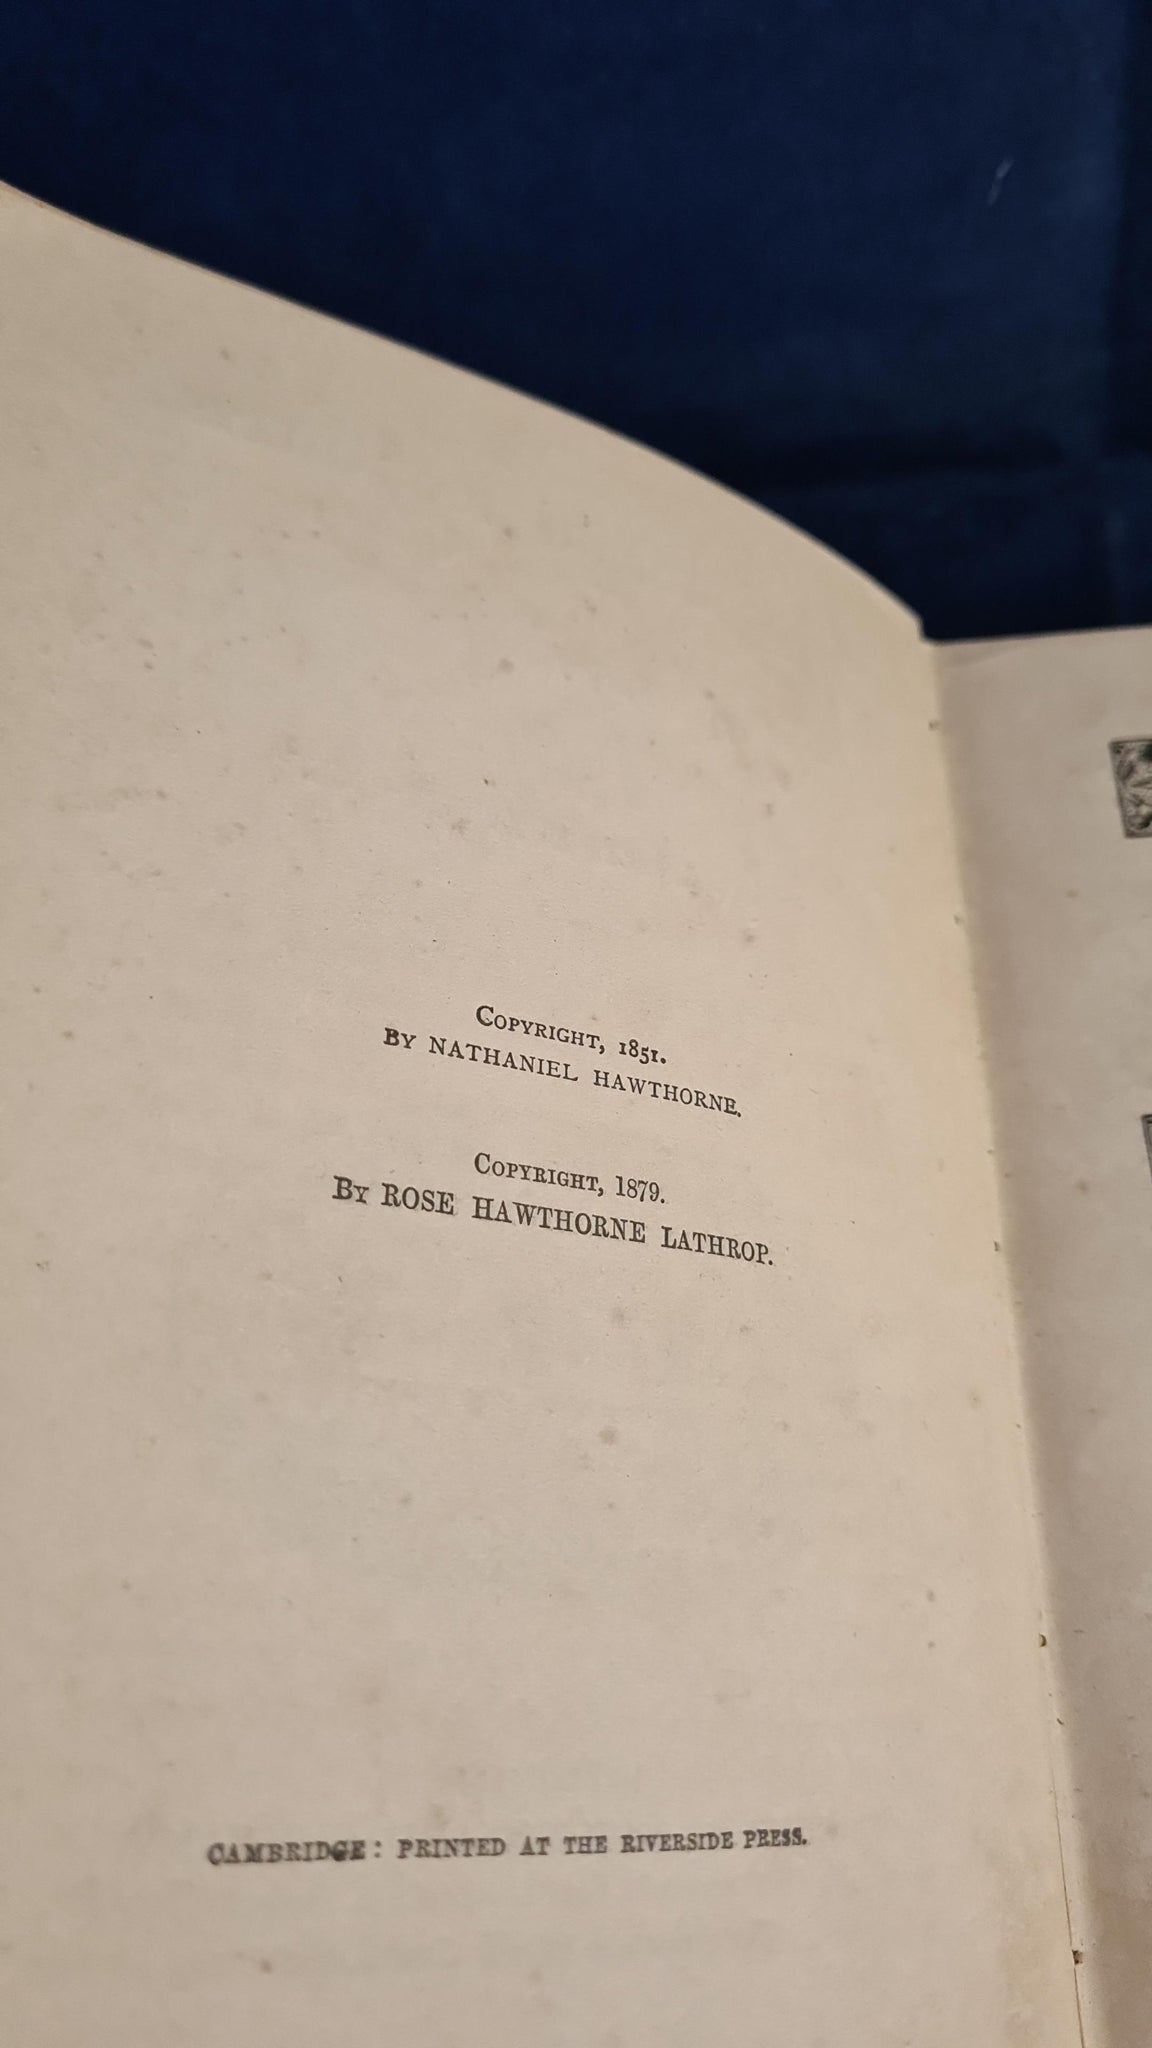 COPYRIGHT, 1851.
BY NATHANIEL HAWTHORNE.
COPYRIGHT, 1879.
BY ROSE HAWTHORNE LATHROP.
CAMBRIDGE: PRINTED AT THE RIVERSIDE PRESS.